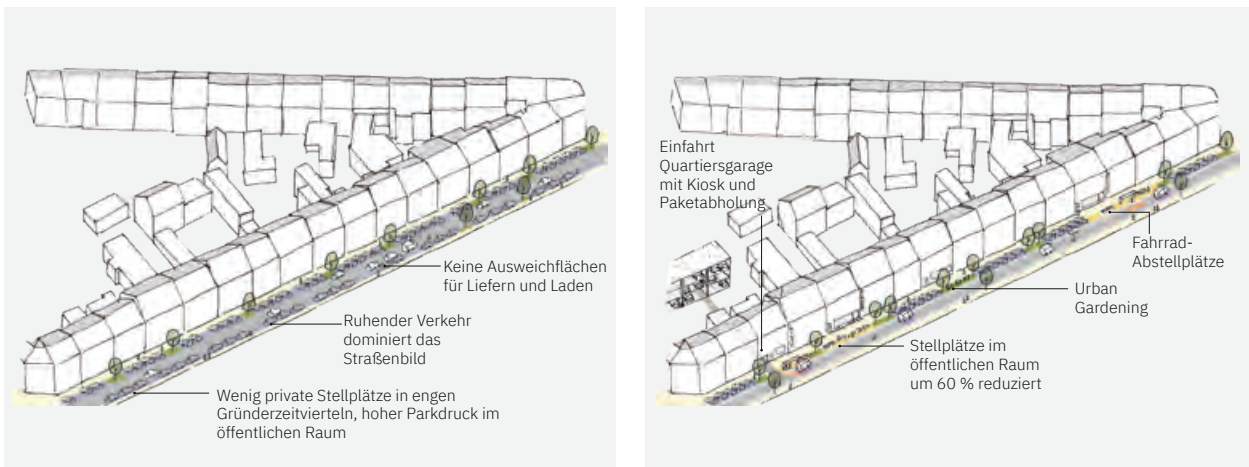 Keine Ausweichflächen
für Liefern und Laden
Ruhender Verkehr
dominiert das
Straßenbild
Wenig private Stellplätze in engen
Gründerzeitvierteln, hoher Parkdruck im
öffentlichen Raum
Einfahrt
Quartiersgarage
mit Kiosk und
Paketabholung
Fahrrad-
Abstellplätze
Urban
Gardening
Stellplätze im
öffentlichen Raum
um 60 % reduziert